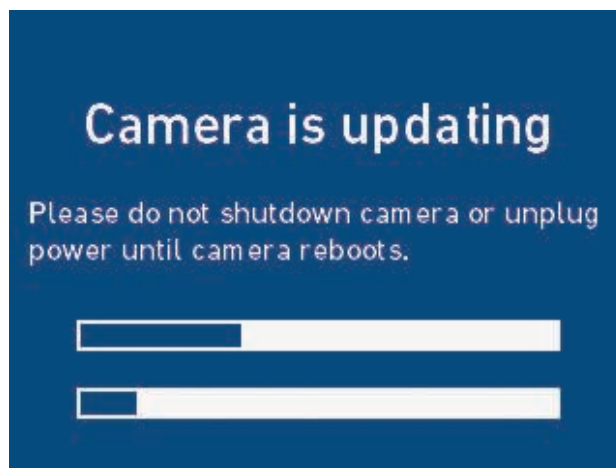 Camera is updating
Please do not shutdown camera or unplug
power until camera reboots.